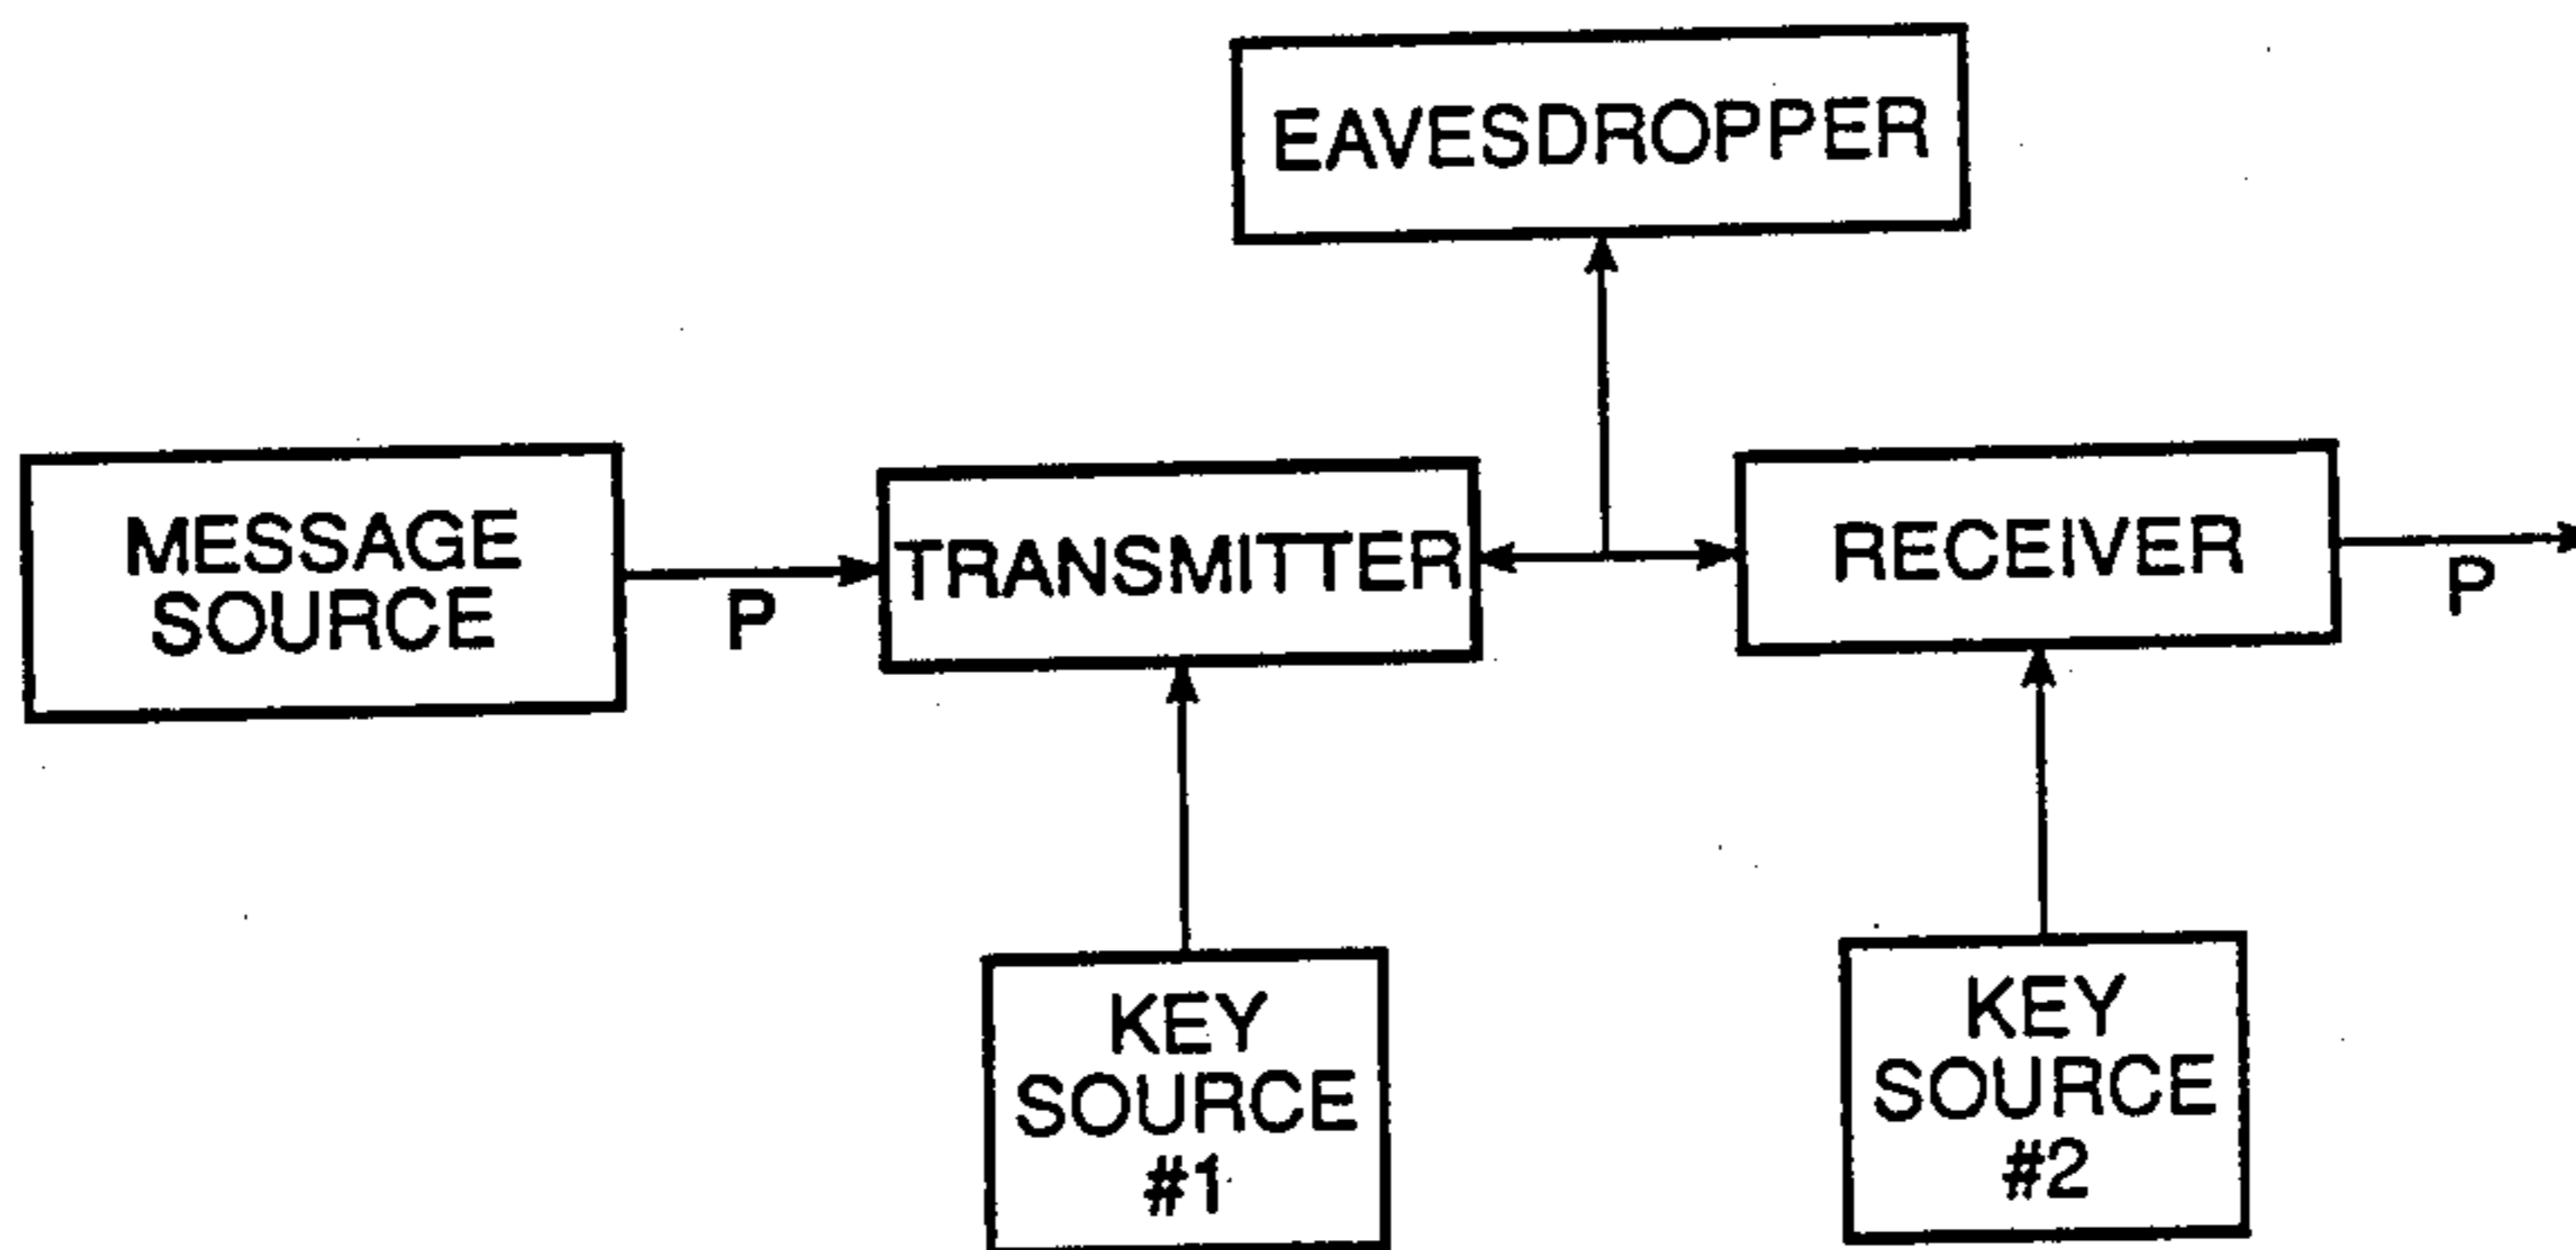 EAVESDROPPER
MESSAGE
SOURCE
P
TRANSMITTER
RECEIVER
P
KEY
SOURCE
#1
KEY
SOURCE
#2